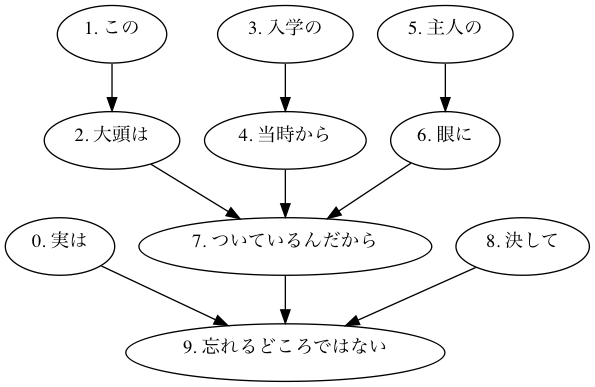 1. この
3. 入学の
5. 主人の
2. 大頭は
4. 当時から
6. 眼に
0. 実は
7. ついているんだから
8. 決して
9. 忘れるどころではない